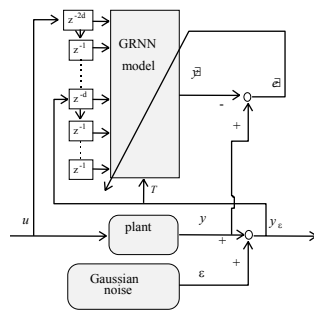 z-2d
GRNN
model
z-1
z-d
z-1
z-1
y
e
-
+
T
u
plant
y
yε
+
+
Gaussian
noise
ε